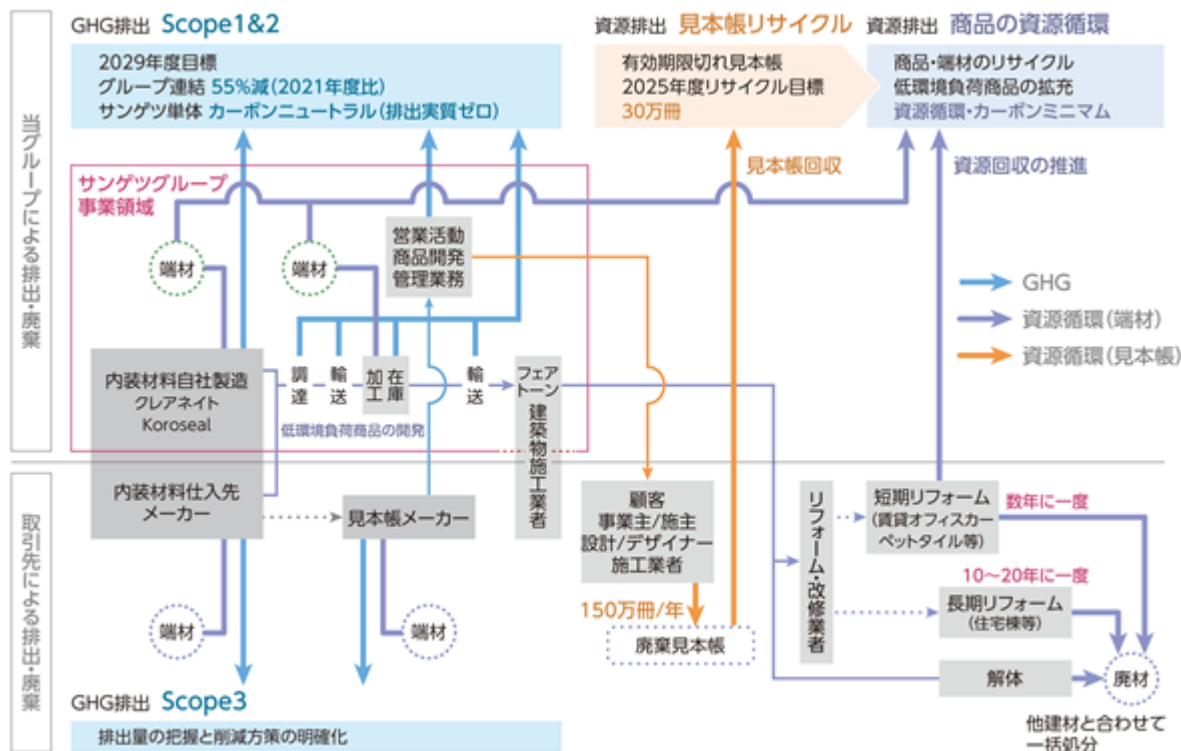 GHG排出 Scope1&2
2029年度目標
グループ連結 55%減(2021年度比)
サンゲツ単体 カーボンニュートラル(排出実質ゼロ)
資源排出 見本帳リサイクル
有効期限切れ見本帳
2025年度リサイクル目標
30万冊
資源排出 商品の資源循環
商品・端材のリサイクル
低環境負荷商品の拡充
資源循環・カーボンミニマム
当グループによる排出・廃棄
サンゲツグループ
事業領域
見本帳回収
資源回収の推進
端材
端材
営業活動
商品開発
管理業務
GHG
資源循環(端材)
資源循環(見本帳)
内装材料自社製造
クレアネイト
Koroseal
調達
輸送
加工
在庫
輸送
フェアトーン
建築物施工業者
低環境負荷商品の開発
取引先による排出・廃棄
内装材料仕入先
メーカー
見本帳メーカー
顧客
事業主/施主
設計/デザイナー
施工業者
150万冊/年
廃棄見本帳
リフォーム・改修業者
短期リフォーム
(賃貸オフィスカー
ペットタイル等)
数年に一度
10~20年に一度
長期リフォーム
(住宅棟等)
解体
廃材
他建材と合わせて
一括処分
端材
端材
GHG排出 Scope3
排出量の把握と削減方策の明確化